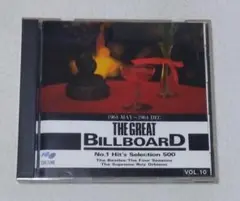 1964 MAY~1964 DEC
THE GREAT
BILLBOARD
No.1 Hit's Selection 500
The Beatles・The Four Seasons
The Supremes・Roy Orbison
VOL.10